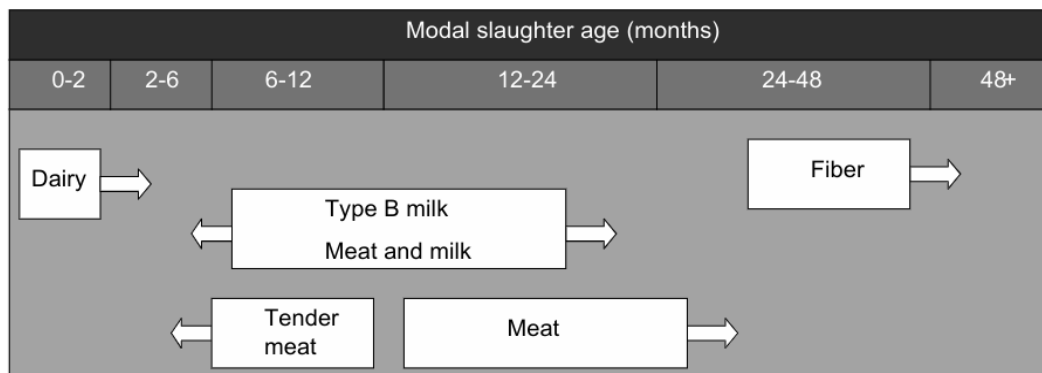 Modal slaughter age (months)
0-2 2-6 6-12 12-24 24-48 48+
Dairy
Fiber
Type B milk
Meat and milk
Tender
meat
Meat